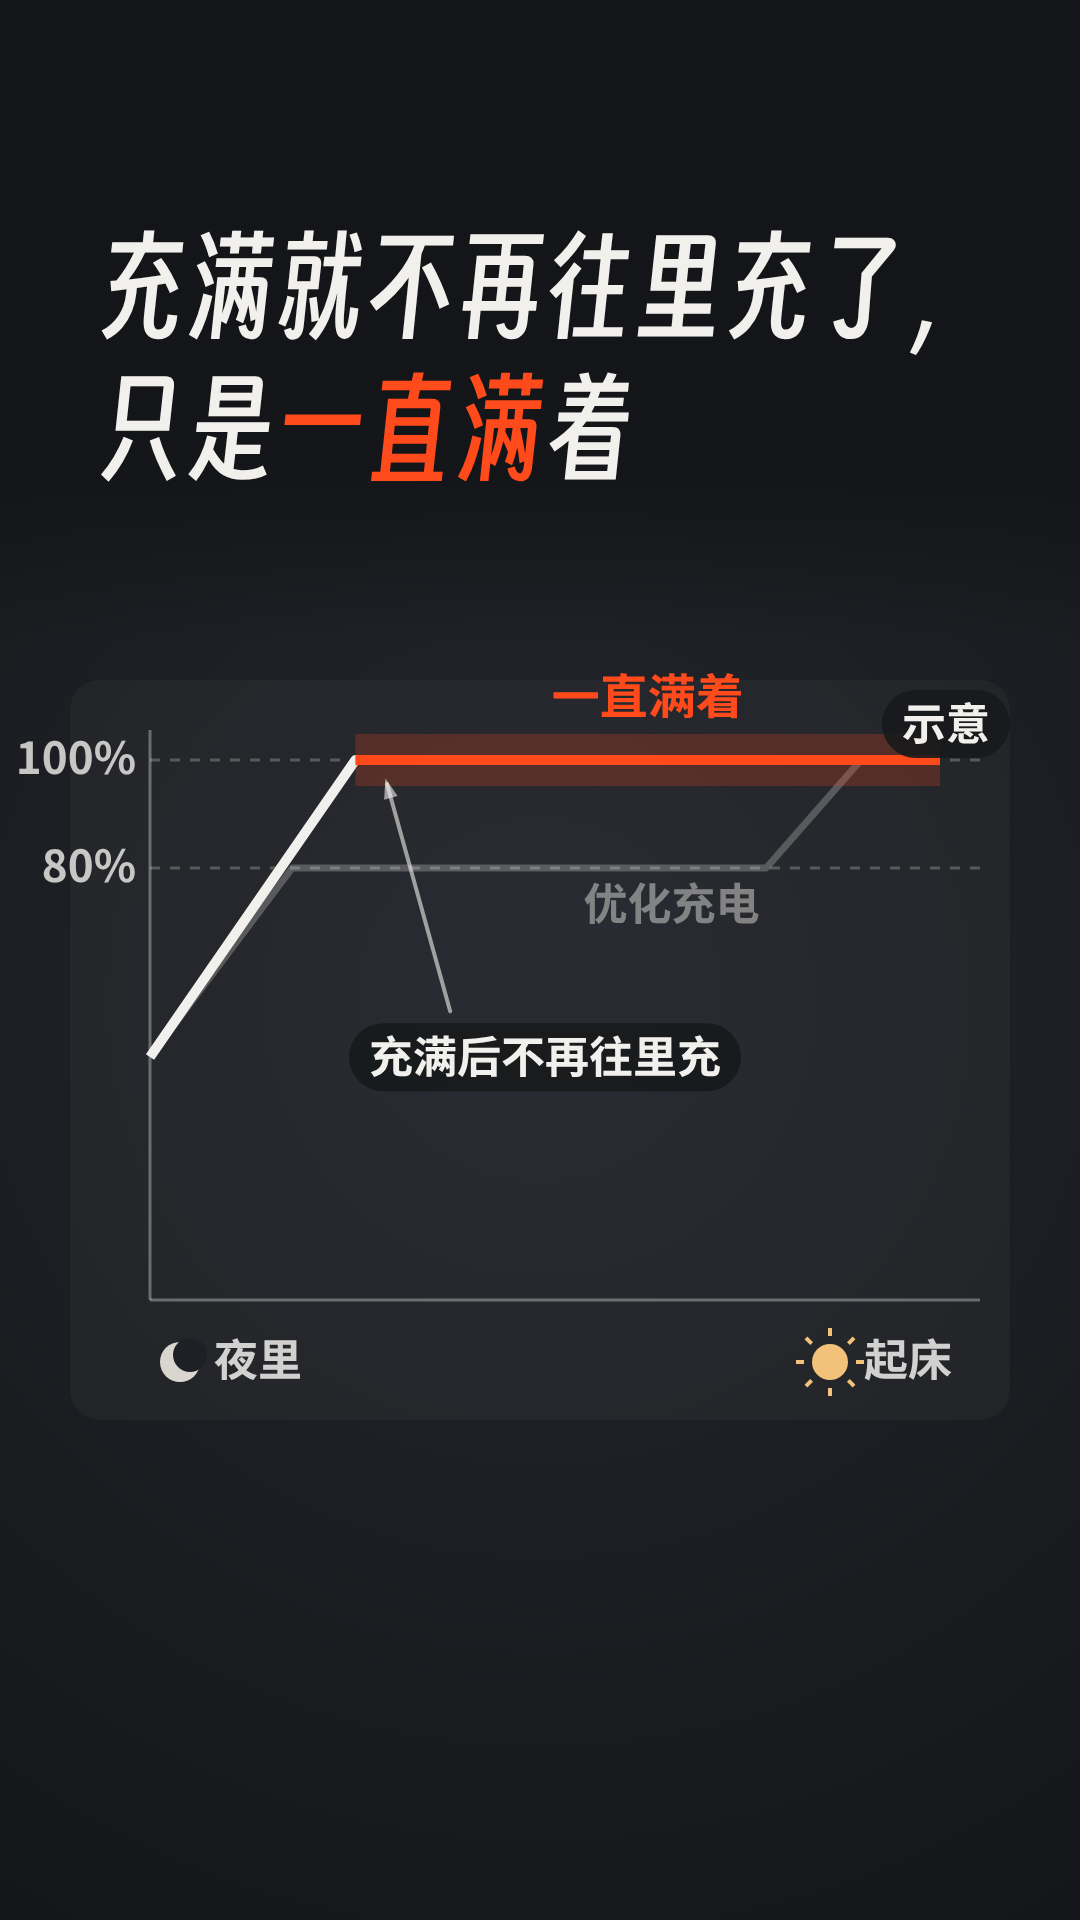 充满就不再往里充了，
只是一直满着
一直满着
示意
100%
80%
优化充电
充满后不再往里充
夜里
起床